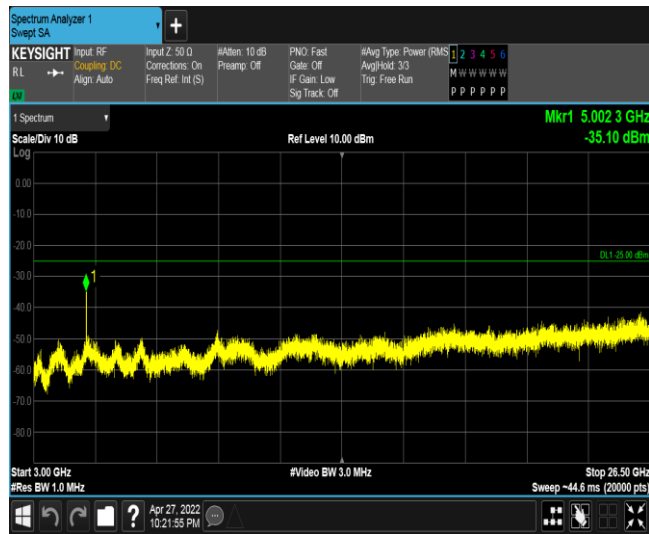 Spectrum Analyzer 1
Swept SA
+
KEYSIGHT
RL
Input: RF
Coupling: DC
Align: Auto
Input Z: 50 Ω
Corrections: On
Freq Ref: Int (S)
#Atten: 10 dB
Preamp: Off
PNO: Fast
Gate: Off
IF Gain: Low
Sig Track: Off
#Avg Type: Power (RMS
Avg|Hold: 3/3
Trig: Free Run
1 2 3 4 5 6
M W W W W W
P P P P P P
1 Spectrum
Scale/Div 10 dB
Ref Level 10.00 dBm
Mkr1 5.002 3 GHz
-35.10 dBm
Log
0.00
-10.0
-20.0
DL1 -25.00 dBm
-30.0
1
-40.0
-50.0
-60.0
-70.0
-80.0
Start 3.00 GHz
#Video BW 3.0 MHz
Stop 26.50 GHz
#Res BW 1.0 MHz
Sweep ~44.6 ms (20000 pts)
?
Apr 27, 2022
10:21:55 PM